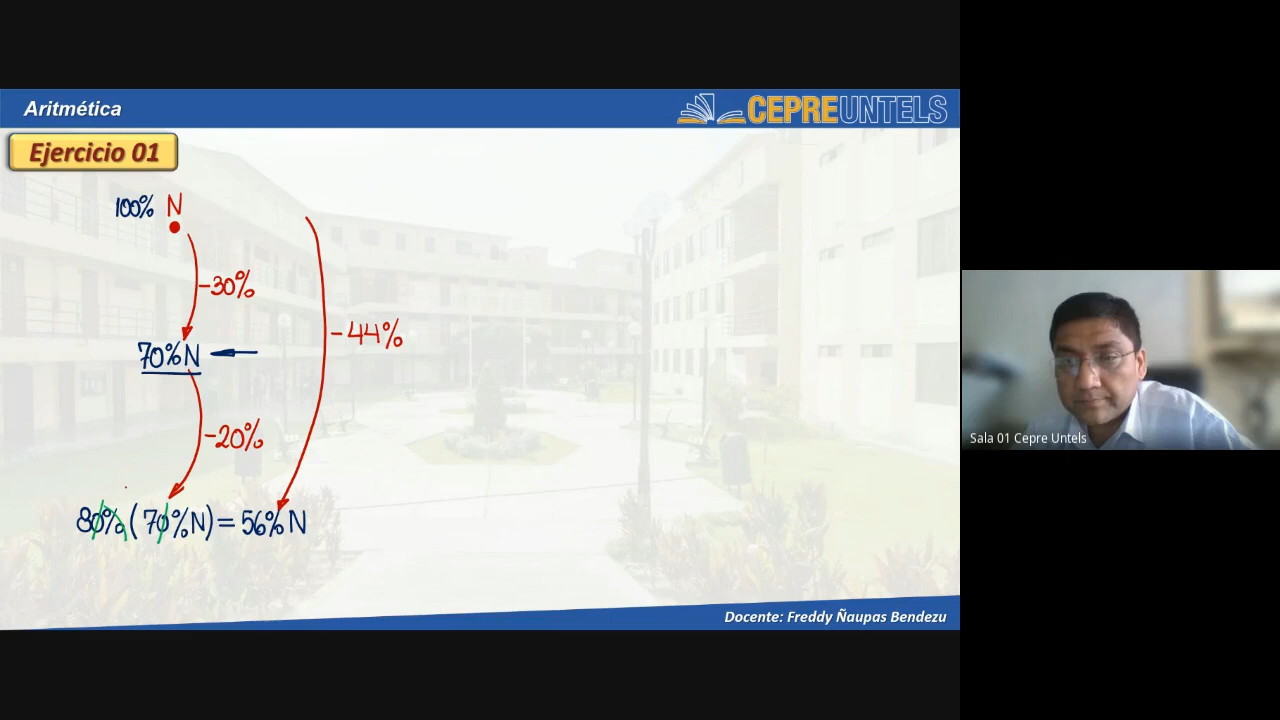 Aritmética
CEPREUNTELS
Ejercicio 01
100% N
-30%
-44%
70%N
-20%
80%(70%N)=56%N
Sala 01 Cepre Untels
Docente: Freddy Ñaupas Bendezu